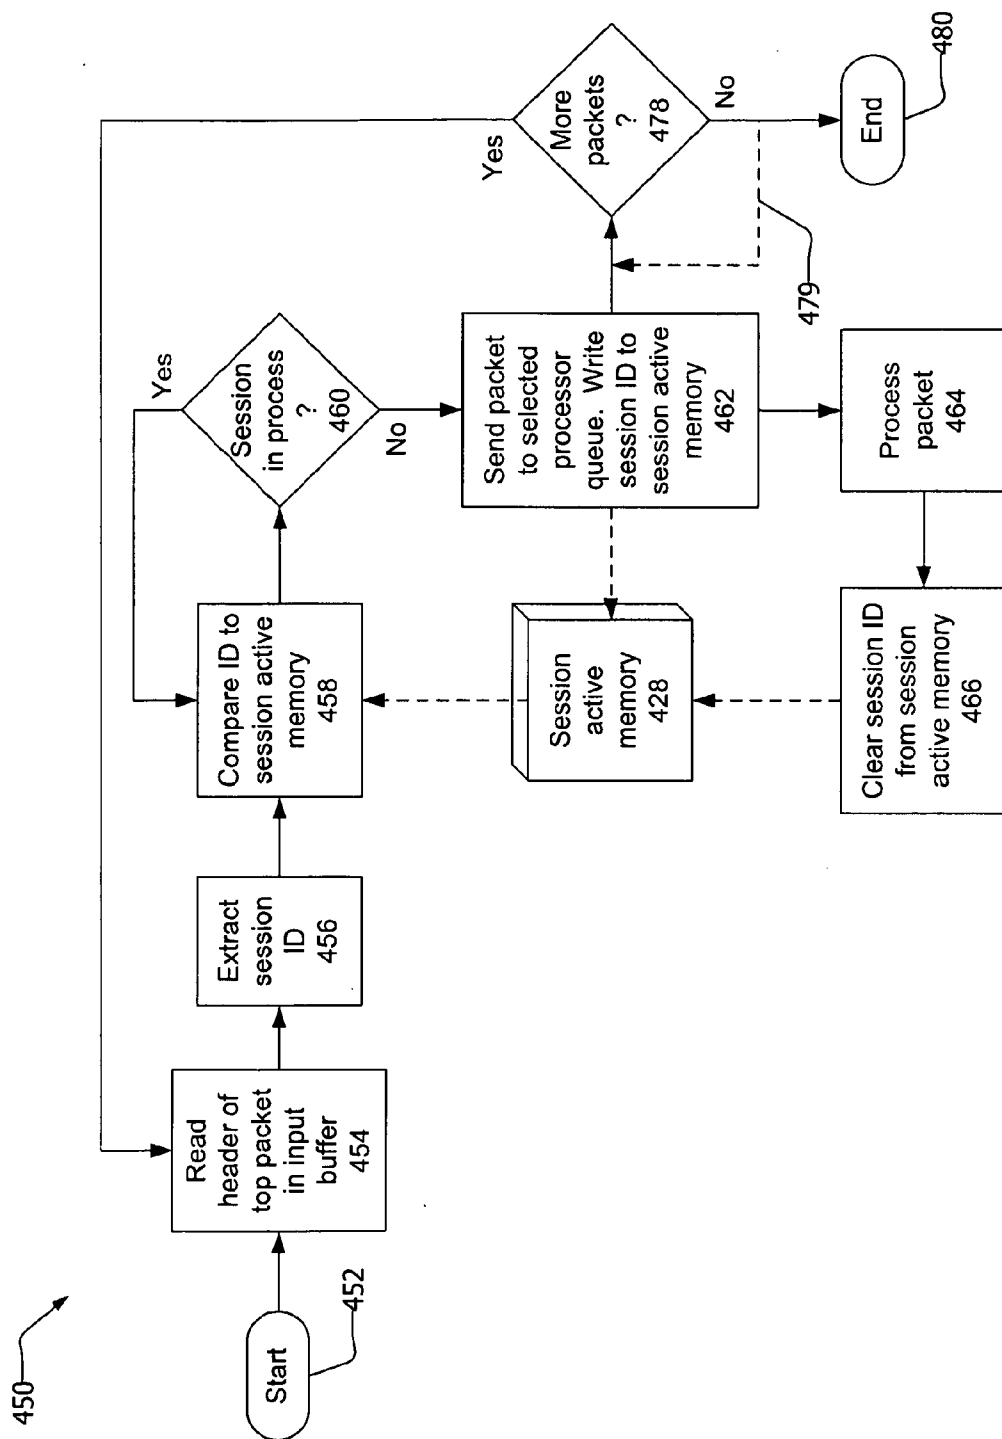 450
Start
452
Read
header of
top packet
in input
buffer
454
Extract
session
ID
456
Compare ID to
session active
memory
458
Session
in process
?
460
Yes
No
Send packet
to selected
processor
queue. Write
session ID to
session active
memory
462
More
packets
?
478
Yes
No
479
End
480
Session
active
memory
428
Process
packet
464
Clear session ID
from session
active memory
466